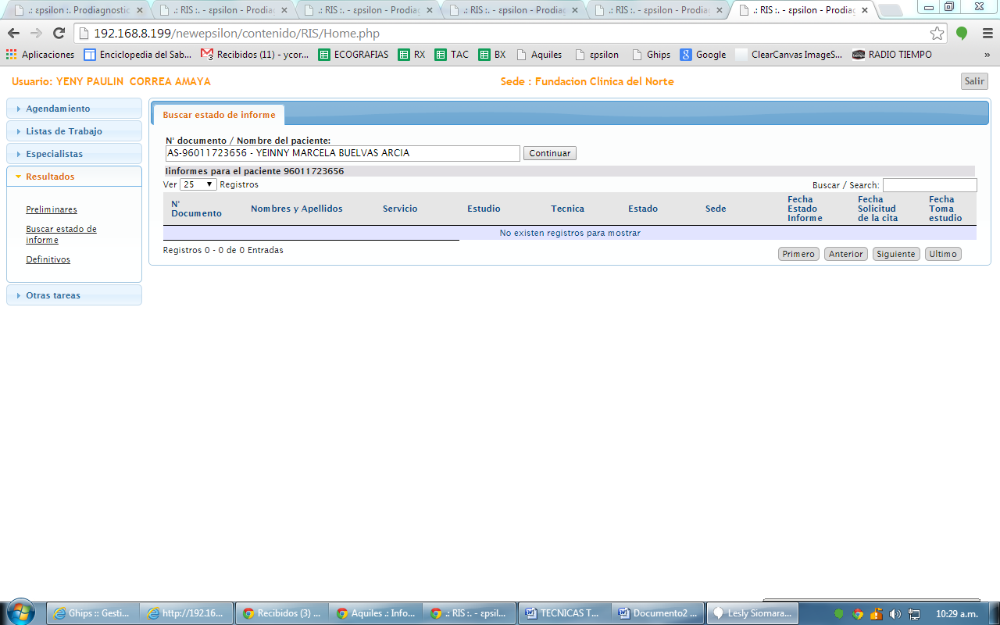 .: εpsilon :. Prodiagnostic
.: RIS :. - εpsilon - Prodiag
.: RIS :. - εpsilon - Prodiag
.: RIS :. - εpsilon - Prodiag
.: RIS :. - εpsilon - Prodiag
.: RIS :. - εpsilon - Prodiag
192.168.8.199/newepsilon/contenido/RIS/Home.php
Aplicaciones Enciclopedia del Sab... Recibidos (11) - ycor... ECOGRAFIAS RX TAC BX Aquiles εpsilon Ghips Google ClearCanvas ImageS... RADIO TIEMPO »
Usuario: YENY PAULIN CORREA AMAYA Sede : Fundacion Clinica del Norte Salir
Agendamiento
Listas de Trabajo
Especialistas
Resultados
Preliminares
Buscar estado de
informe
Definitivos
Otras tareas
Buscar estado de informe
N° documento / Nombre del paciente:
AS-96011723656 - YEINNY MARCELA BUELVAS ARCIA Continuar
Iinformes para el paciente 96011723656
Ver 25 Registros Buscar / Search:
N° Documento Nombres y Apellidos Servicio Estudio Tecnica Estado Sede Fecha Estado Informe Fecha Solicitud de la cita Fecha Toma estudio
No existen registros para mostrar
Registros 0 - 0 de 0 Entradas Primero Anterior Siguiente Ultimo
Ghips :: Gesti... http://192.16... Recibidos (3) ... Aquiles .: Info... .: RIS :. - εpsil... TECNICAS T... Documento2 ... Lesly Siomara... 10:29 a.m.